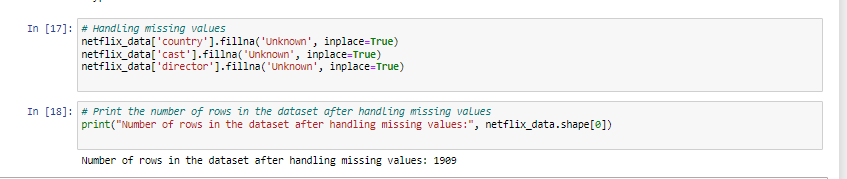 In [17]: # Handling missing values
netflix_data['country'].fillna('Unknown', inplace=True)
netflix_data['cast'].fillna('Unknown', inplace=True)
netflix_data['director'].fillna('Unknown', inplace=True)
In [18]: # Print the number of rows in the dataset after handling missing values
print("Number of rows in the dataset after handling missing values:", netflix_data.shape[0])
Number of rows in the dataset after handling missing values: 1909